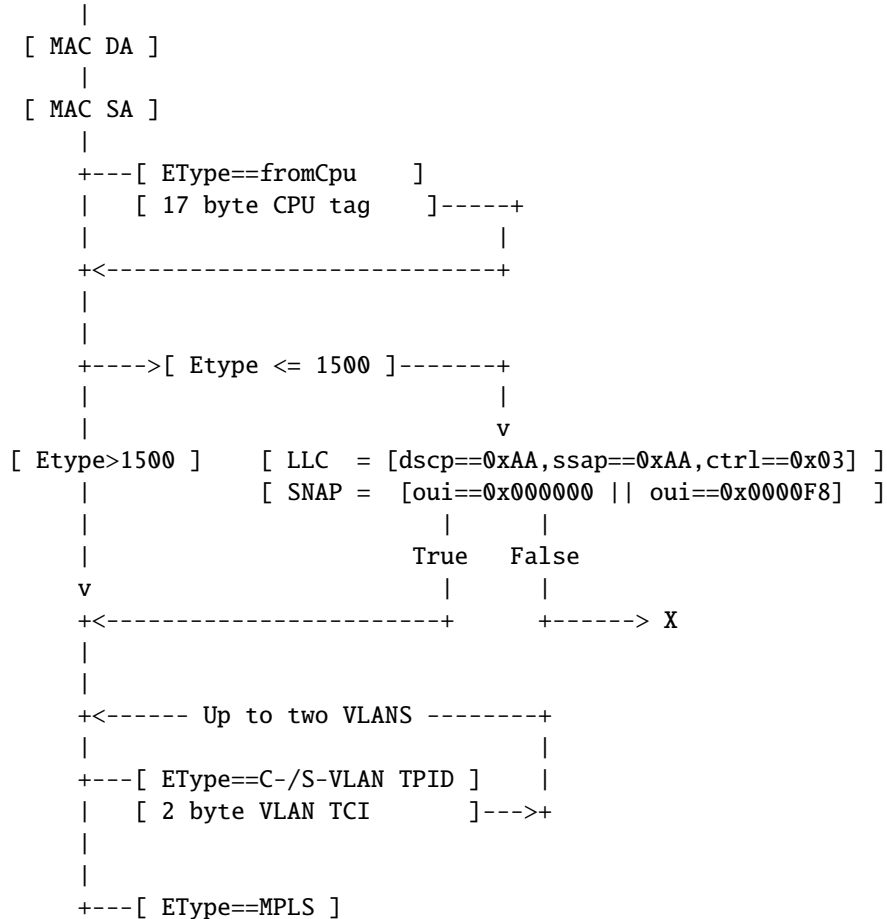 |
[ MAC DA ]
|
[ MAC SA ]
|
+---[ EType==fromCpu     ]
|   [ 17 byte CPU tag    ]-----+
|                              |
+<----------------------------+
|
|
+---->[ Etype <= 1500 ]-------+
|                             |
|                             v
[ Etype>1500 ]    [ LLC  = [dscp==0xAA,ssap==0xAA,ctrl==0x03] ]
|            [ SNAP =  [oui==0x000000 || oui==0x0000F8]  ]
|                         |      |
|                       True   False
v                         |      |
+<------------------------+      +------> X
|
|
+<------ Up to two VLANS --------+
|                                |
+---[ EType==C-/S-VLAN TPID ]    |
|   [ 2 byte VLAN TCI       ]--->+
|
|
+---[ EType==MPLS ]